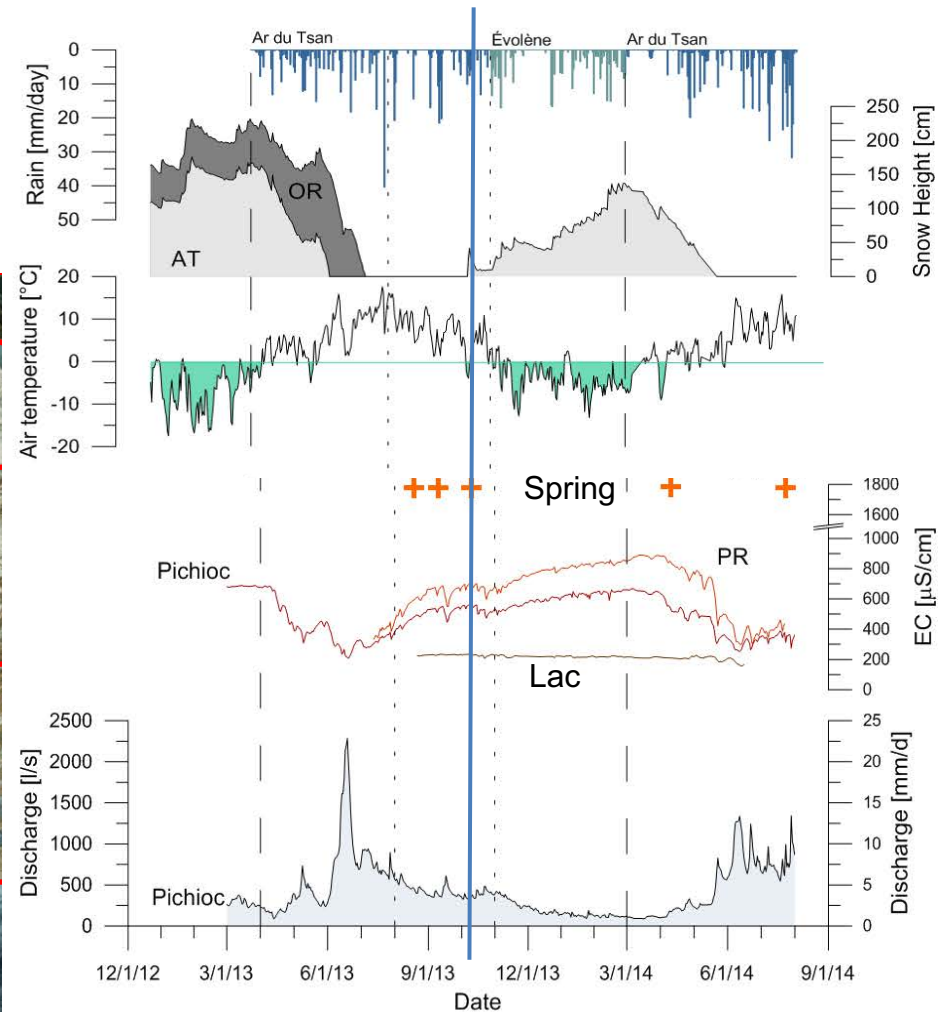 Ar du Tsan
Évolène
Ar du Tsan
0
10
20
30
40
50
Rain [mm/day]
250
200
150
100
50
0
Snow Height [cm]
OR
AT
20
10
0
-10
-20
Air temperature [°C]
Spring
1800
1600
1000
800
600
400
200
0
EC [µS/cm]
Pichioc
PR
Lac
2500
2000
1500
1000
500
0
Discharge [l/s]
25
20
15
10
5
0
Discharge [mm/d]
Pichioc
12/1/12 3/1/13 6/1/13 9/1/13 12/1/13 3/1/14 6/1/14 9/1/14
Date